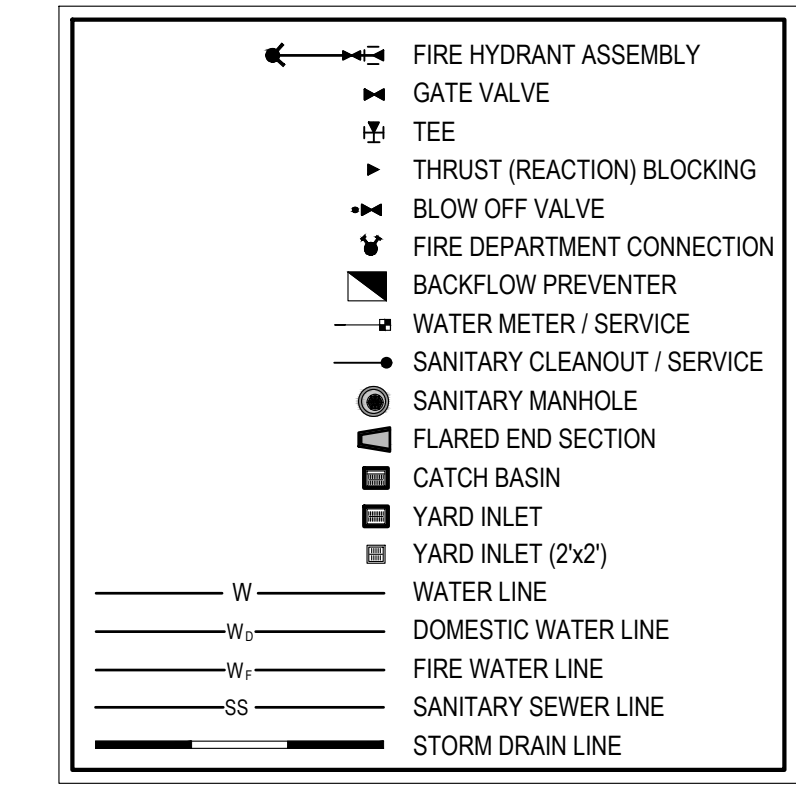 FIRE HYDRANT ASSEMBLY
GATE VALVE
TEE
THRUST (REACTION) BLOCKING
BLOW OFF VALVE
FIRE DEPARTMENT CONNECTION
BACKFLOW PREVENTER
WATER METER / SERVICE
SANITARY CLEANOUT / SERVICE
SANITARY MANHOLE
FLARED END SECTION
CATCH BASIN
YARD INLET
YARD INLET (2'x2')
W WATER LINE
WD DOMESTIC WATER LINE
WF FIRE WATER LINE
SS SANITARY SEWER LINE
STORM DRAIN LINE